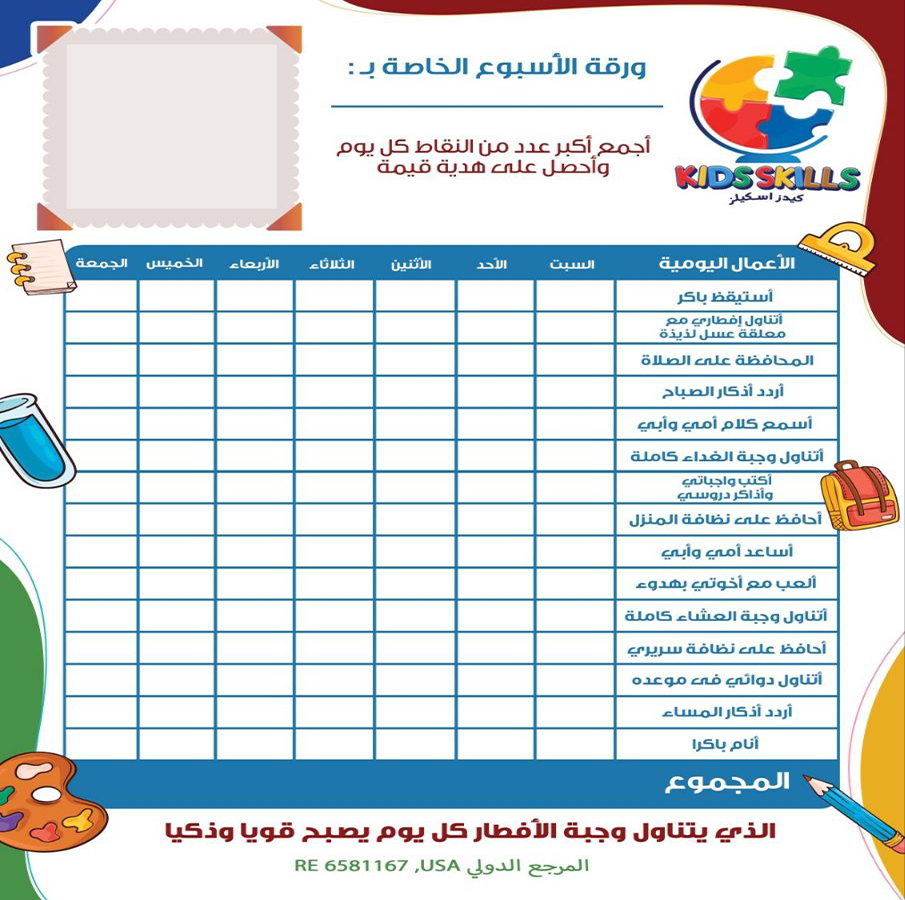 ورقة الأسبوع الخاصة بـ :
أجمع أكبر عدد من النقاط كل يوم
وأحصل على هدية قيمة
KIDS SKILLS
كيدز اسكيلز
الأعمال اليومية السبت الأحد الأثنين الثلاثاء الأربعاء الخميس الجمعة
أستيقظ باكر
أتناول إفطاري مع
معلقة عسل لذيذة
المحافظة على الصلاة
أردد أذكار الصباح
أسمع كلام أمي وأبي
أتناول وجبة الغداء كاملة
أكتب واجباتي
وأذاكر دروسي
أحافظ على نظافة المنزل
أساعد أمي وأبي
ألعب مع أخوتي بهدوء
أتناول وجبة العشاء كاملة
أحافظ على نظافة سريري
أتناول دوائي فى موعده
أردد أذكار المساء
أنام باكرا
المجموع
الذي يتناول وجبة الأفطار كل يوم يصبح قويا وذكيا
المرجع الدولي RE 6581167 ,USA